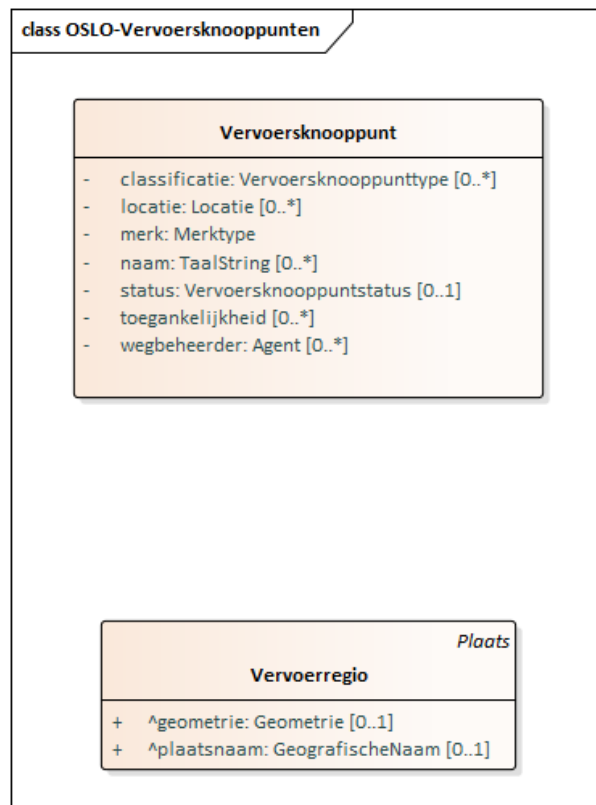 class OSLO-Vervoersknooppunten
Vervoersknooppunt
- classificatie: Vervoersknooppunttype [0..*]
- locatie: Locatie [0..*]
- merk: Merktype
- naam: TaalString [0..*]
- status: Vervoersknooppuntstatus [0..1]
- toegankelijkheid [0..*]
- wegbeheerder: Agent [0..*]
Plaats
Vervoerregio
+ ^geometrie: Geometrie [0..1]
+ ^plaatsnaam: GeografischeNaam [0..1]